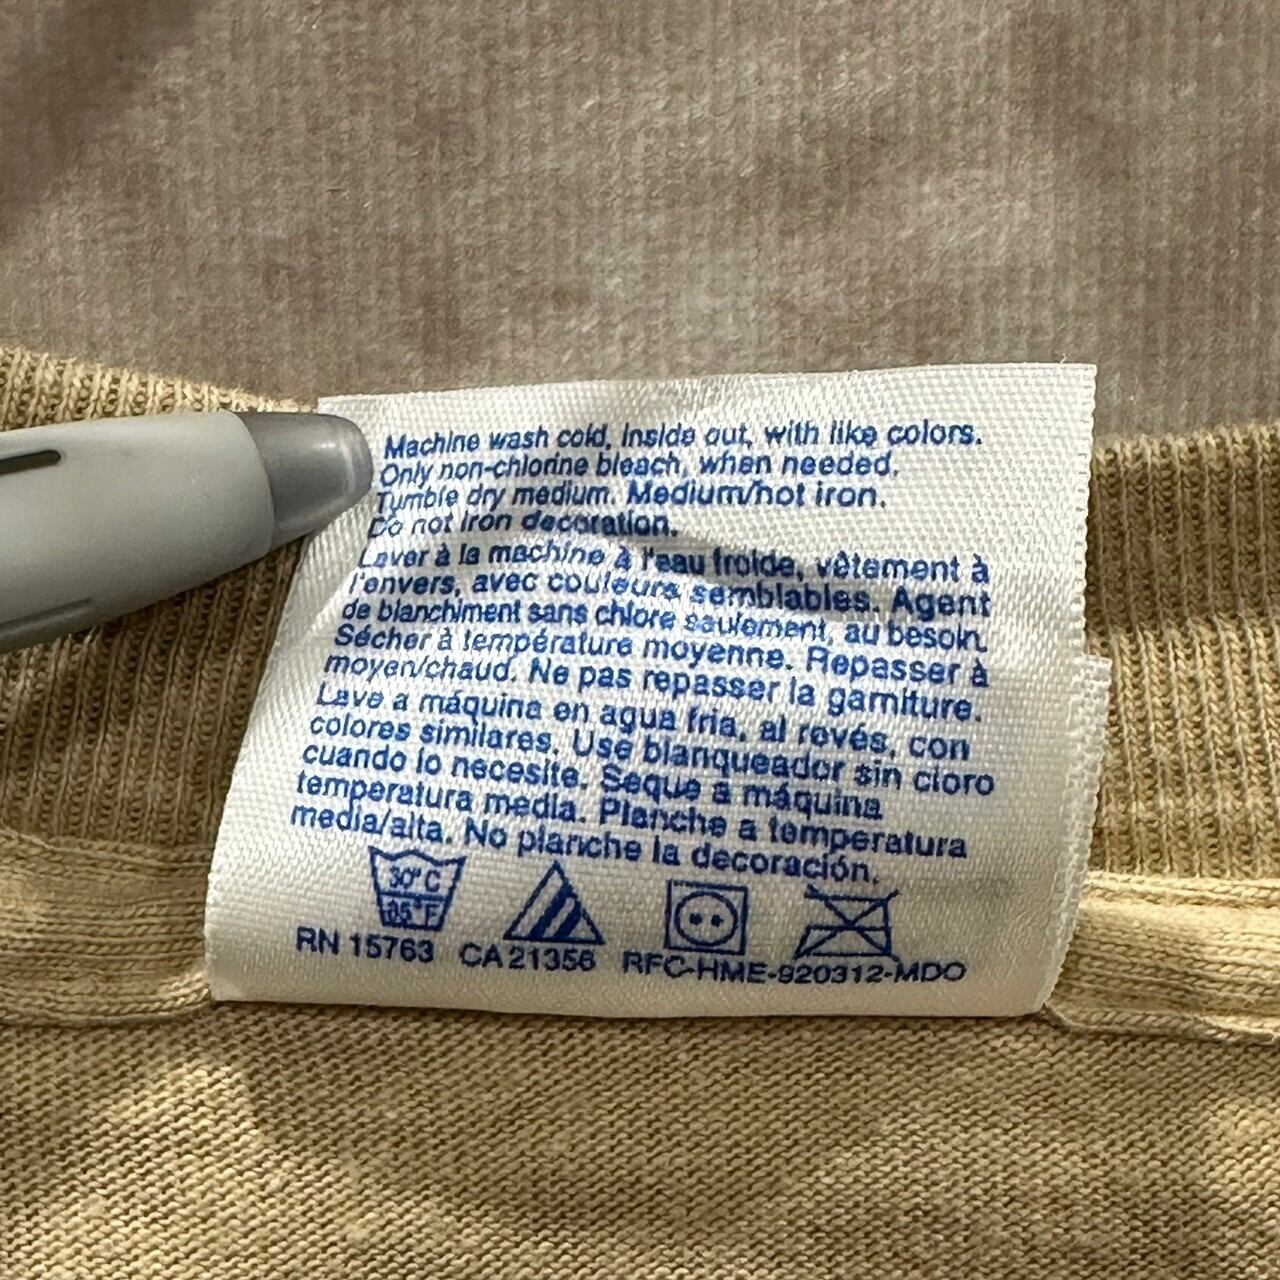 Machine wash cold, inside out, with like colors.
Only non-chlorine bleach, when needed.
Tumble dry medium. Medium/hot iron.
Do not iron decoration.
Laver à la machine à l'eau froide, vêtement à
l'envers, avec couleurs semblables. Agent
de blanchiment sans chlore seulement, au besoin.
Sécher à température moyenne. Repasser à
moyen/chaud. Ne pas repasser la garniture.
Lave a máquina en agua fria, al revés, con
colores similares. Use blanqueador sin cloro
cuando lo necesite. Seque a máquina
temperatura media. Planche a temperatura
media/alta. No planche la decoración.
30°C
85°F
RN 15763 CA 21356 RFC-HME-920312-MDO